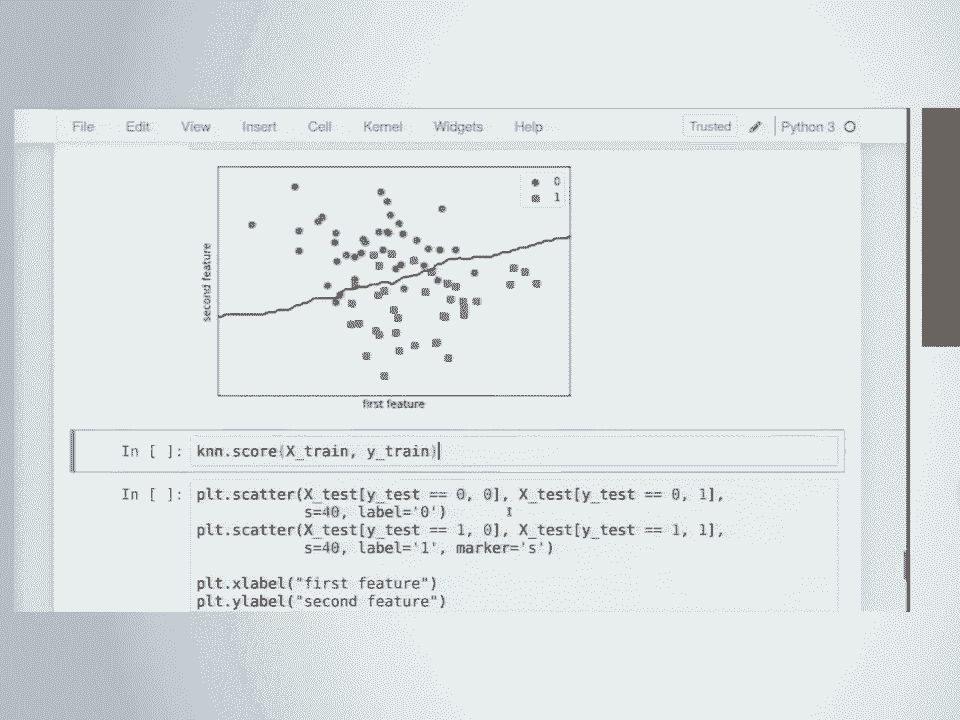 File Edit View Insert Cell Kernel Widgets Help Trusted Python 3
0
1
second feature
first feature
In [ ]: knn.score(X_train, y_train)
In [ ]: plt.scatter(X_test[y_test == 0, 0], X_test[y_test == 0, 1],
s=40, label='0')
plt.scatter(X_test[y_test == 1, 0], X_test[y_test == 1, 1],
s=40, label='1', marker='s')
plt.xlabel("first feature")
plt.ylabel("second feature")